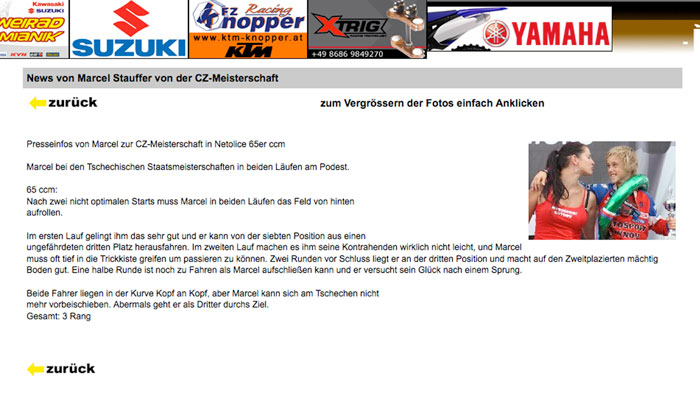 Kawasaki
SUZUKI
WEIRAD
MIANIK
SUZUKI
EZ Racing
Knopper
www.ktm-knopper.at
KTM
XTRIG
+49 8686 9849270
YAMAHA
News von Marcel Stauffer von der CZ-Meisterschaft
zurück
zum Vergrössern der Fotos einfach Anklicken
Presseinfos von Marcel zur CZ-Meisterschaft in Netolice 65er ccm
Marcel bei den Tschechischen Staatsmeisterschaften in beiden Läufen am Podest.
65 ccm:
Nach zwei nicht optimalen Starts muss Marcel in beiden Läufen das Feld von hinten
aufrollen.
Im ersten Lauf gelingt ihm das sehr gut und er kann von der siebten Position aus einen
ungefährdeten dritten Platz herausfahren. Im zweiten Lauf machen es ihm seine Kontrahenden wirklich nicht leicht, und Marcel
muss oft tief in die Trickkiste greifen um passieren zu können. Zwei Runden vor Schluss liegt er an der dritten Position und macht auf den Zweitplazierten mächtig
Boden gut. Eine halbe Runde ist noch zu Fahren als Marcel aufschließen kann und er versucht sein Glück nach einem Sprung.
Beide Fahrer liegen in der Kurve Kopf an Kopf, aber Marcel kann sich am Tschechen nicht
mehr vorbeischieben. Abermals geht er als Dritter durchs Ziel.
Gesamt: 3 Rang
zurück